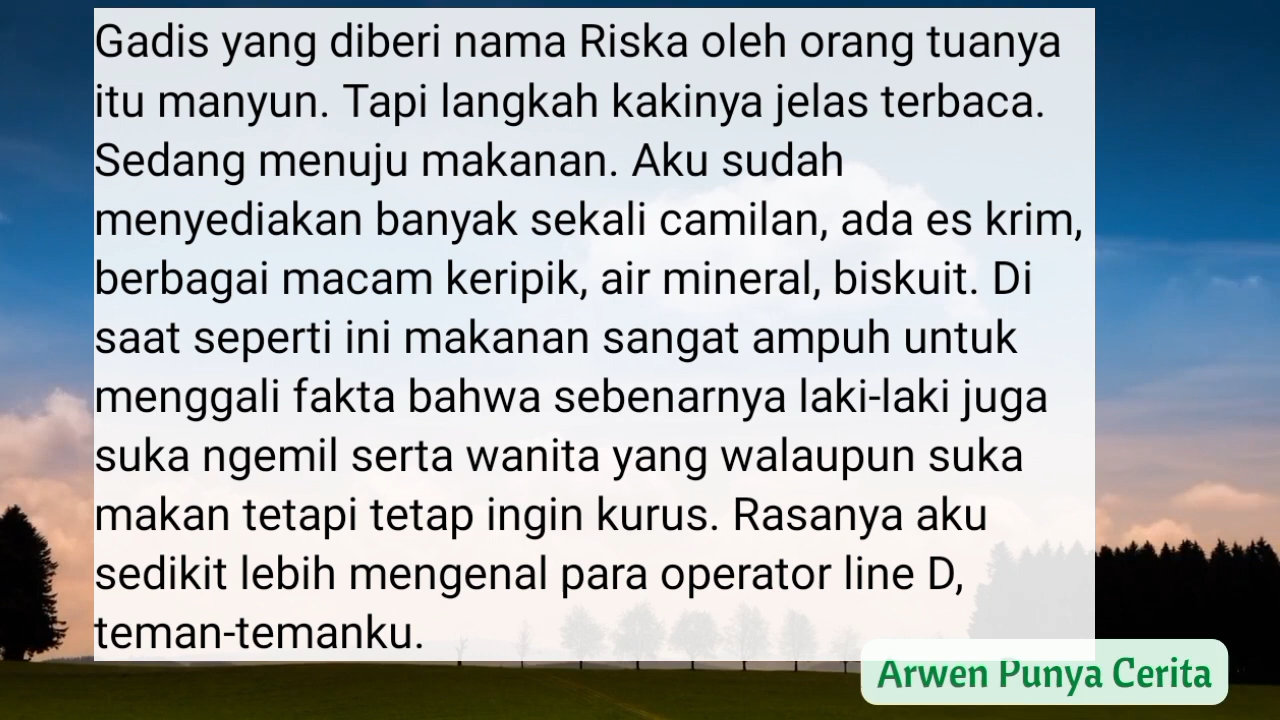 Gadis yang diberi nama Riska oleh orang tuanya
itu manyun. Tapi langkah kakinya jelas terbaca.
Sedang menuju makanan. Aku sudah
menyediakan banyak sekali camilan, ada es krim,
berbagai macam keripik, air mineral, biskuit. Di
saat seperti ini makanan sangat ampuh untuk
menggali fakta bahwa sebenarnya laki-laki juga
suka ngemil serta wanita yang walaupun suka
makan tetapi tetap ingin kurus. Rasanya aku
sedikit lebih mengenal para operator line D,
teman-temanku.
Arwen Punya Cerita